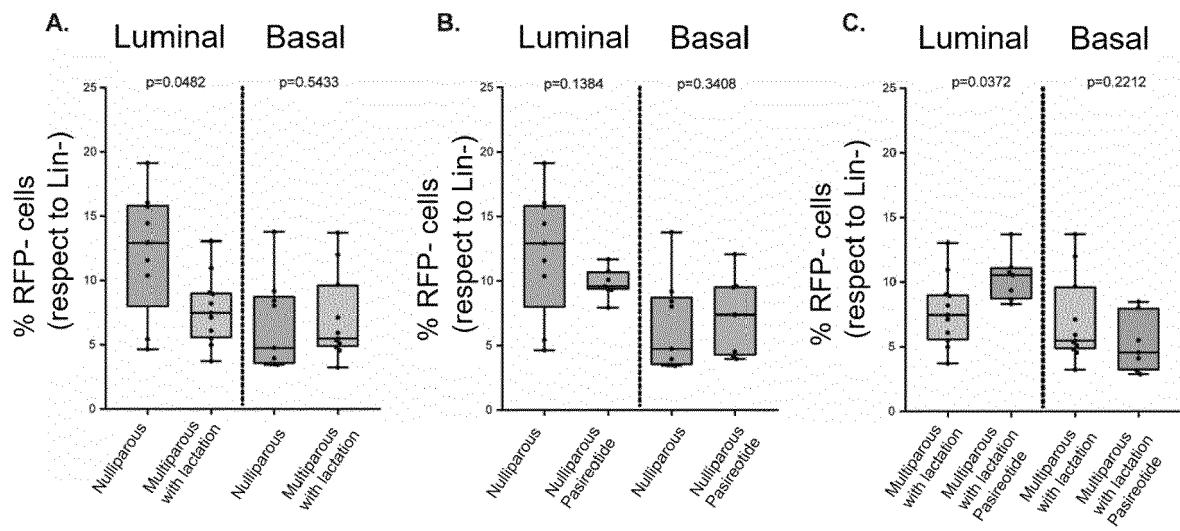 A.
Luminal Basal
p=0.0482 p=0.5433
% RFP- cells
(respect to Lin-)
25
20
15
10
5
0
Nulliparous
Multiparous
with lactation
Nulliparous
Multiparous
with lactation
B.
Luminal Basal
p=0.1384 p=0.3408
% RFP- cells
(respect to Lin-)
25
20
15
10
5
0
Nulliparous
Nulliparous
Pasireotide
Nulliparous
Nulliparous
Pasireotide
C.
Luminal Basal
p=0.0372 p=0.2212
% RFP- cells
(respect to Lin-)
25
20
15
10
5
0
Multiparous
with lactation
Multiparous
with lactation
Pasireotide
Multiparous
with lactation
Multiparous
with lactation
Pasireotide